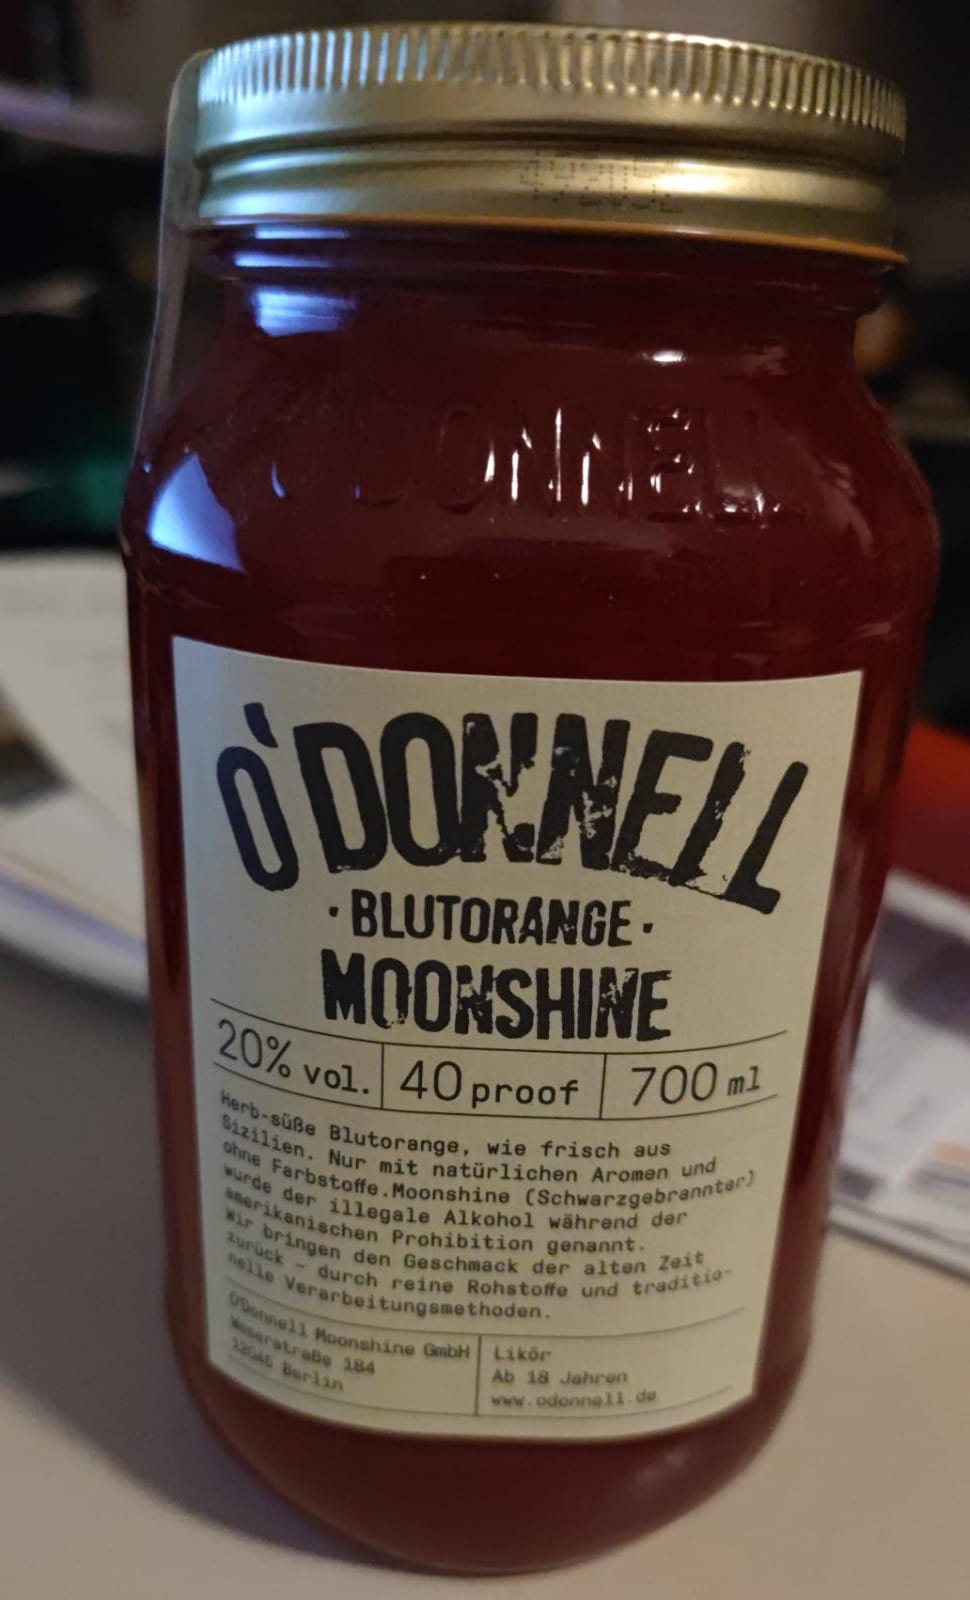 O'DONNELL
O'DONNELL
· BLUTORANGE ·
MOONSHINE
20% vol. 40 proof 700 ml
Herb-süße Blutorange, wie frisch aus
Sizilien. Nur mit natürlichen Aromen und
ohne Farbstoffe.Moonshine (Schwarzgebrannter)
wurde der illegale Alkohol während der
amerikanischen Prohibition genannt.
Wir bringen den Geschmack der alten Zeit
zurück – durch reine Rohstoffe und traditio-
nelle Verarbeitungsmethoden.
O'Donnell Moonshine GmbH
Weserstraße 184
12045 Berlin
Likör
Ab 18 Jahren
www.odonnell.de